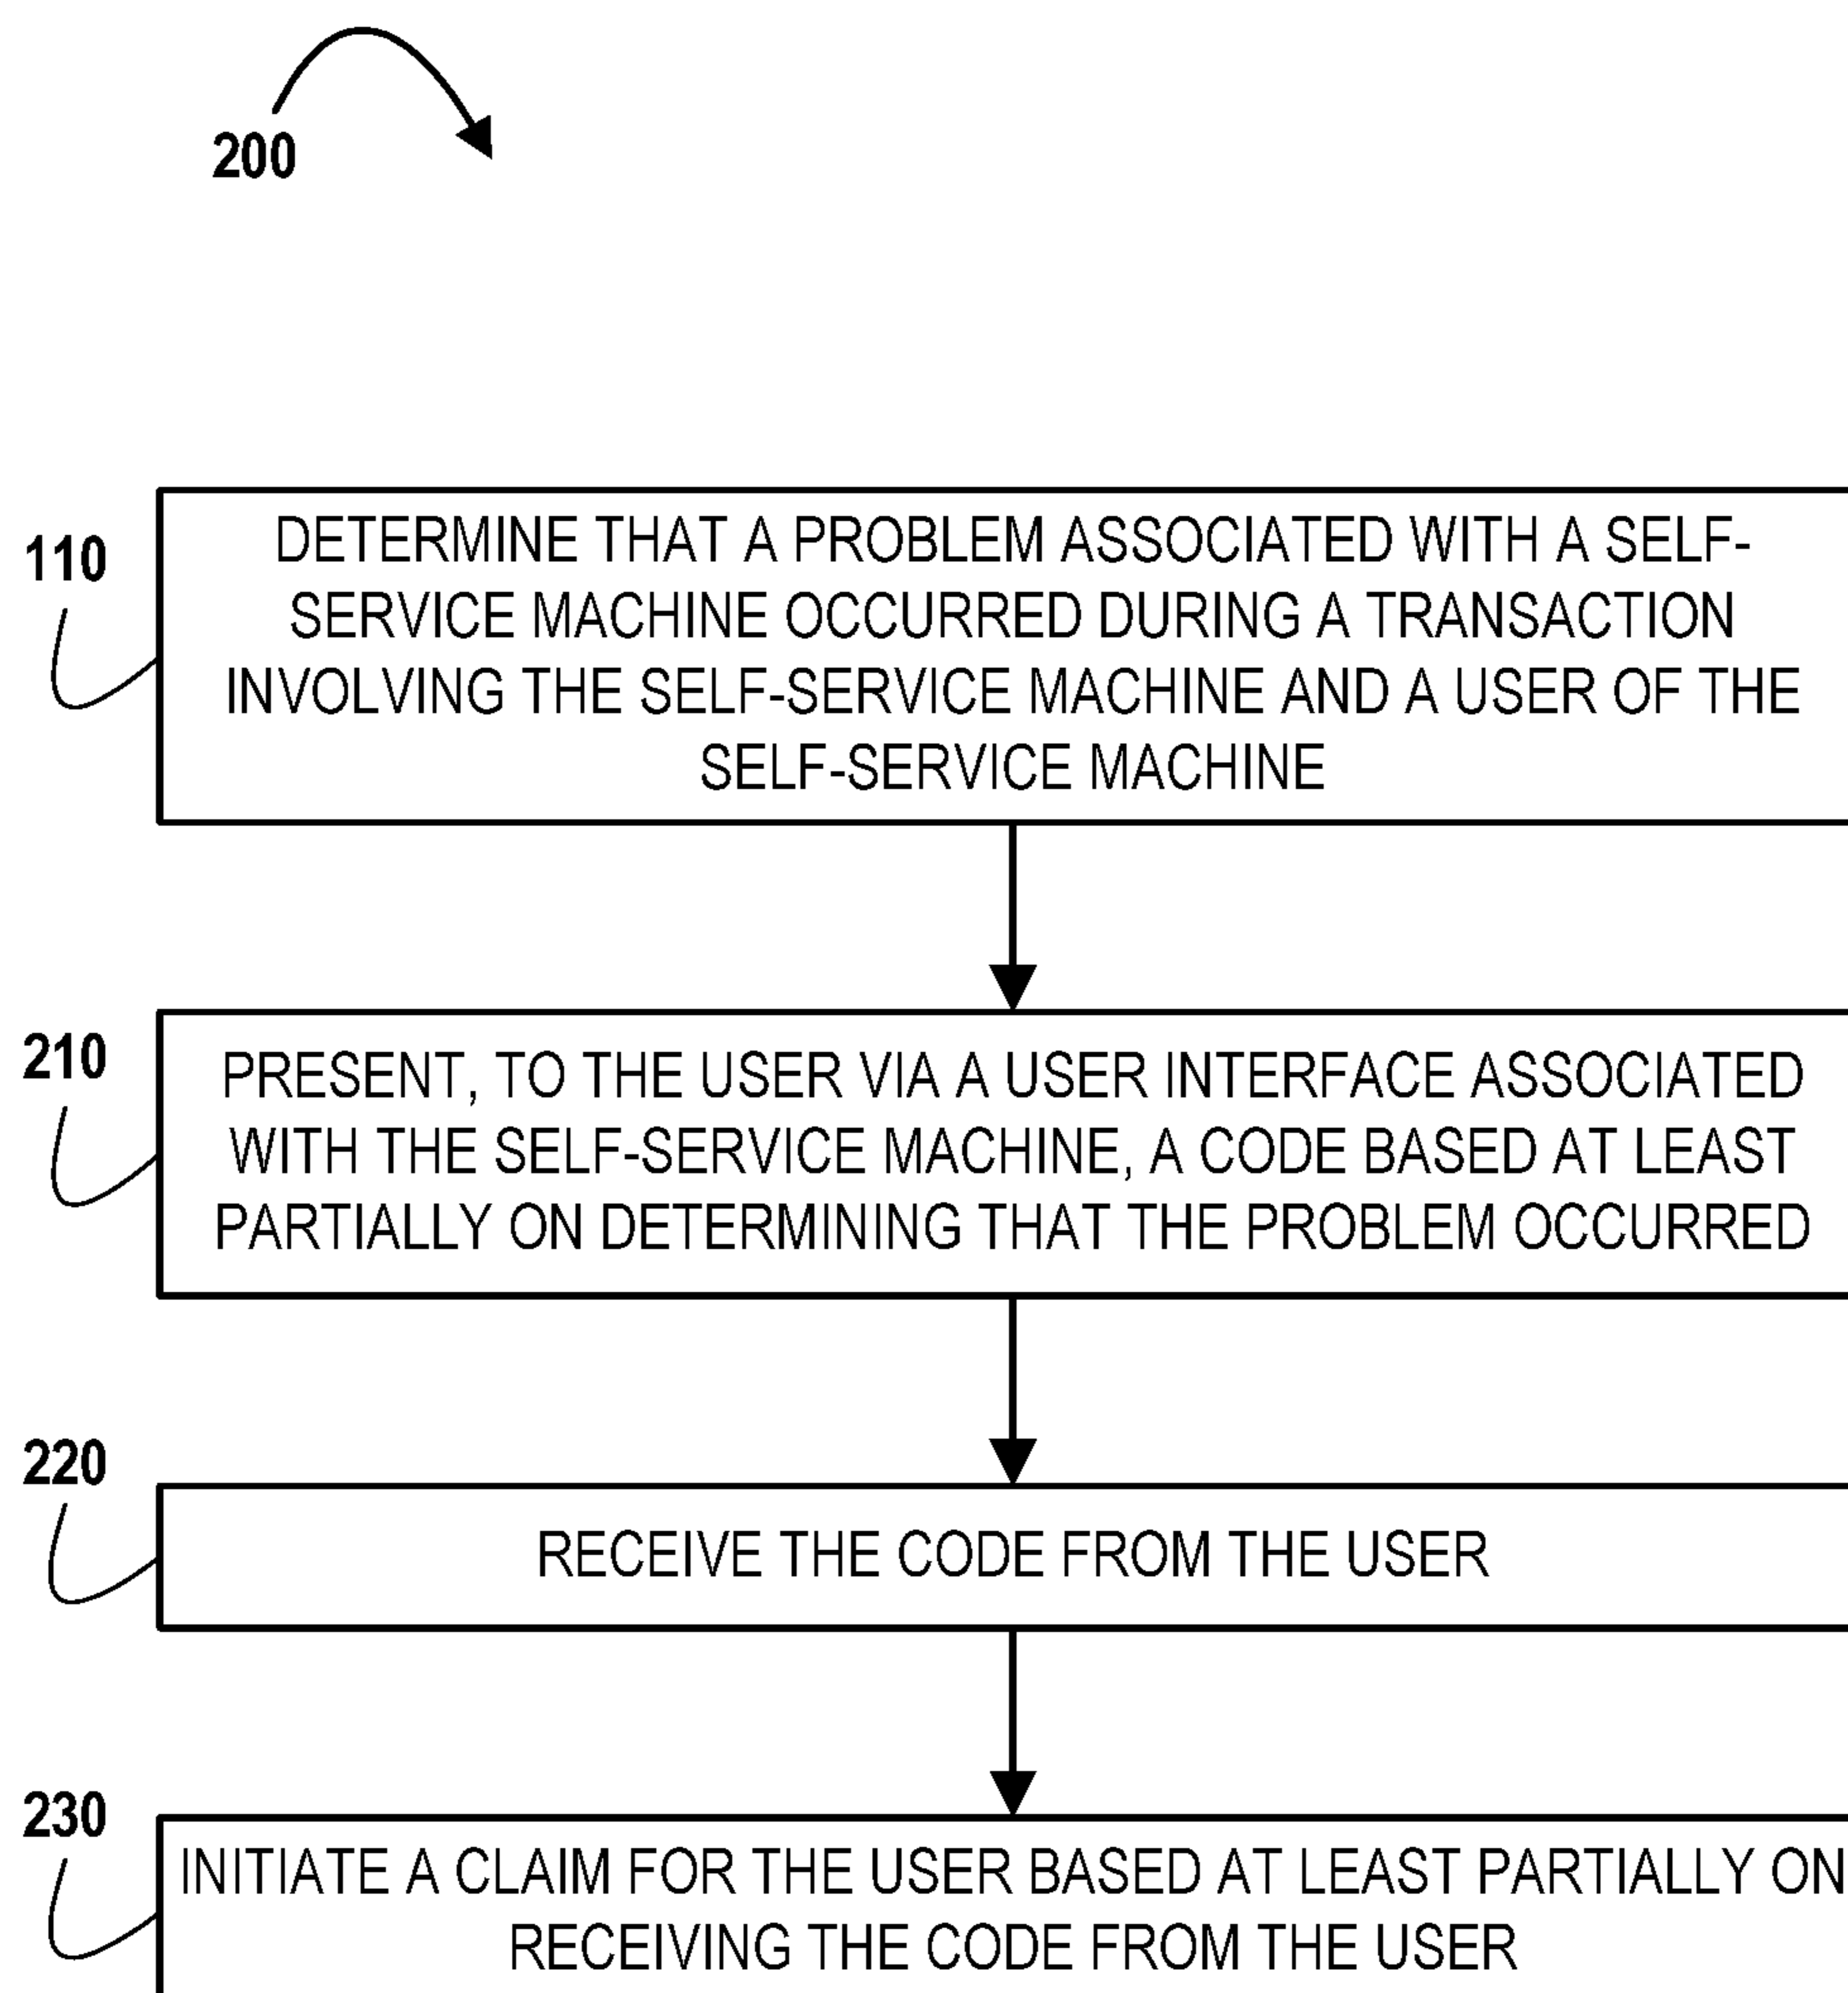 200
110
DETERMINE THAT A PROBLEM ASSOCIATED WITH A SELF-
SERVICE MACHINE OCCURRED DURING A TRANSACTION
INVOLVING THE SELF-SERVICE MACHINE AND A USER OF THE
SELF-SERVICE MACHINE
210
PRESENT, TO THE USER VIA A USER INTERFACE ASSOCIATED
WITH THE SELF-SERVICE MACHINE, A CODE BASED AT LEAST
PARTIALLY ON DETERMINING THAT THE PROBLEM OCCURRED
220
RECEIVE THE CODE FROM THE USER
230
INITIATE A CLAIM FOR THE USER BASED AT LEAST PARTIALLY ON
RECEIVING THE CODE FROM THE USER